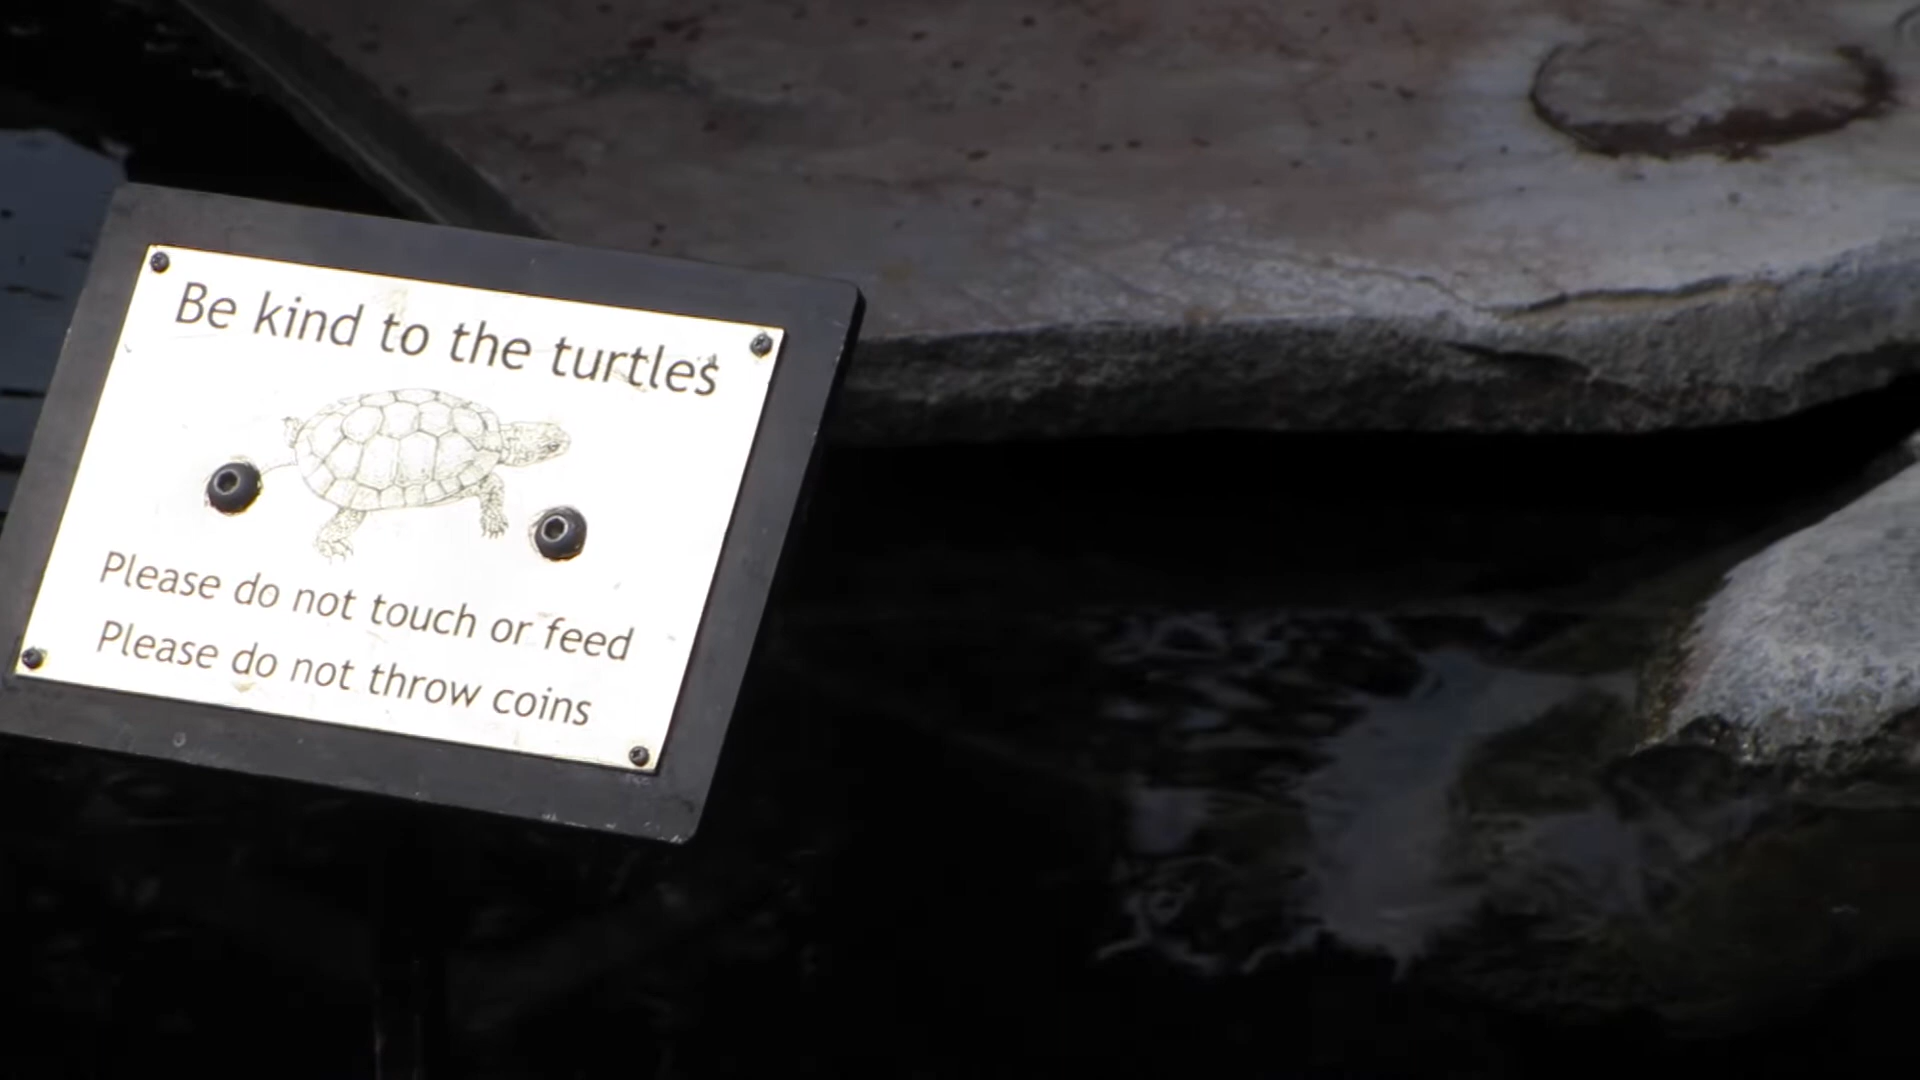 Be kind to the turtles
Please do not touch or feed
Please do not throw coins